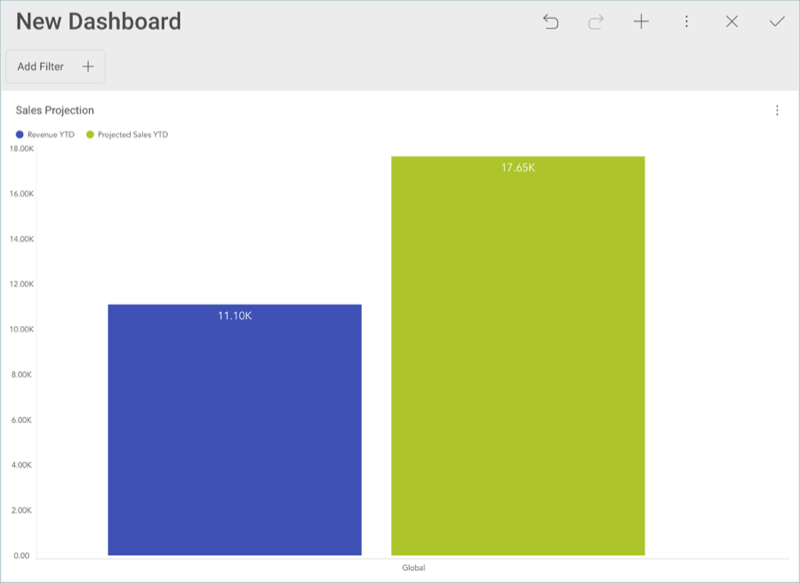 New Dashboard
Add Filter
Sales Projection
Revenue YTD Projected Sales YTD
18.00K
17.65K
16.00K
14.00K
12.00K
11.10K
10.00K
8.00K
6.00K
4.00K
2.00K
0.00
Global